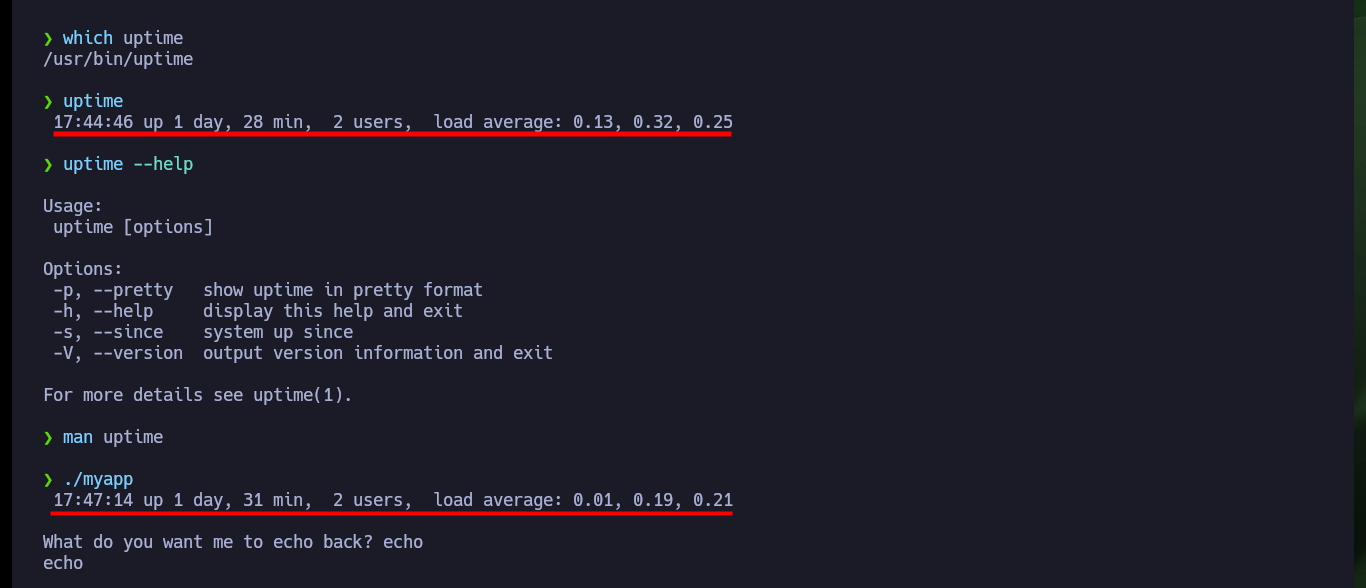 ❯ which uptime
/usr/bin/uptime
❯ uptime
 17:44:46 up 1 day, 28 min,  2 users,  load average: 0.13, 0.32, 0.25
❯ uptime --help
Usage:
 uptime [options]
Options:
 -p, --pretty   show uptime in pretty format
 -h, --help     display this help and exit
 -s, --since    system up since
 -V, --version  output version information and exit
For more details see uptime(1).
❯ man uptime
❯ ./myapp
 17:47:14 up 1 day, 31 min,  2 users,  load average: 0.01, 0.19, 0.21
What do you want me to echo back? echo
echo